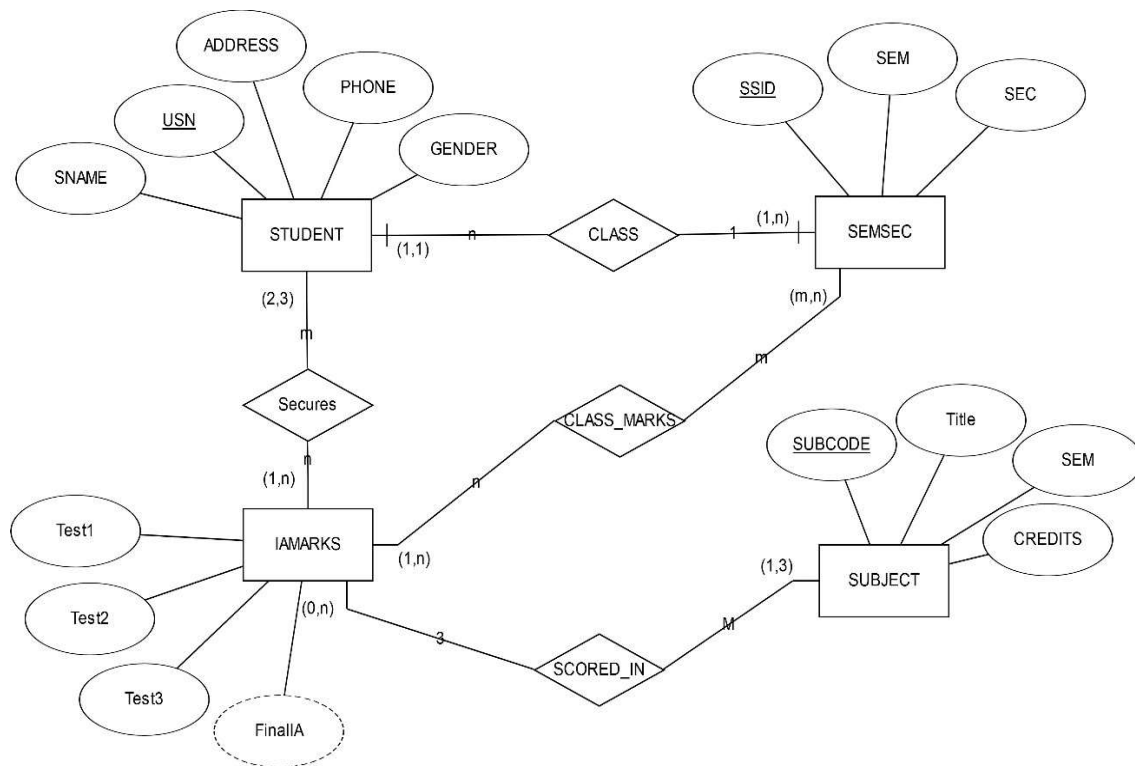 ADDRESS
SEM
PHONE
SSID
SEC
USN
GENDER
SNAME
STUDENT
n
CLASS
1
(1,n)
SEMSEC
(1,1)
(2,3)
(m,n)
m
m
Secures
CLASS_MARKS
n
Title
SUBCODE
SEM
(1,n)
n
Test1
IAMARKS
CREDITS
(1,n)
(1,3)
SUBJECT
Test2
(0,n)
3
M
SCORED_IN
Test3
FinalIA